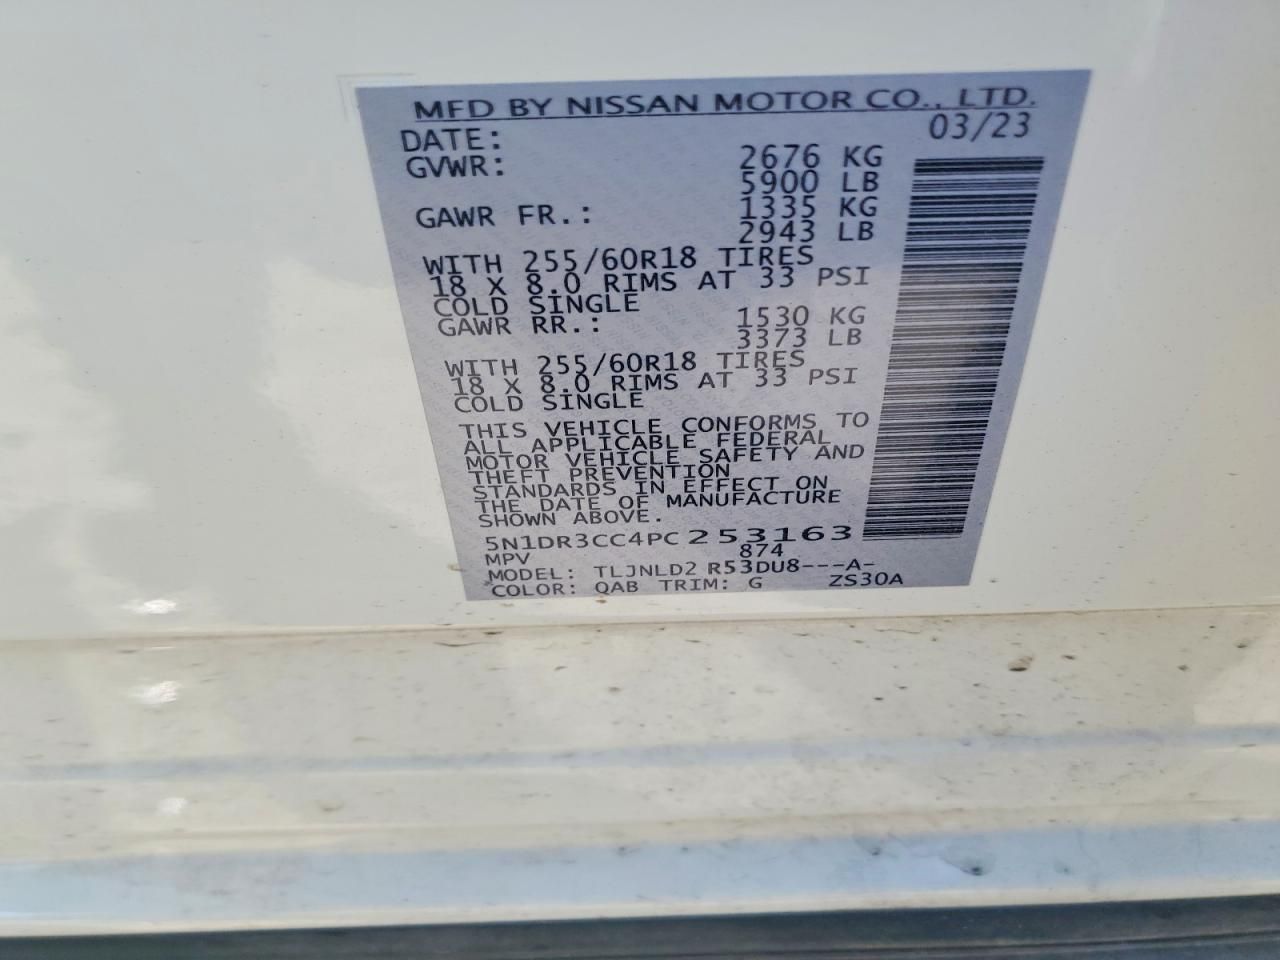 MFD BY NISSAN MOTOR CO., LTD.
DATE: 03/23
GVWR: 2676 KG
5900 LB
GAWR FR.: 1335 KG
2943 LB
WITH 255/60R18 TIRES
18 X 8.0 RIMS AT 33 PSI
COLD SINGLE
GAWR RR.: 1530 KG
3373 LB
WITH 255/60R18 TIRES
18 X 8.0 RIMS AT 33 PSI
COLD SINGLE
THIS VEHICLE CONFORMS TO
ALL APPLICABLE FEDERAL
MOTOR VEHICLE SAFETY AND
THEFT PREVENTION
STANDARDS IN EFFECT ON
THE DATE OF MANUFACTURE
SHOWN ABOVE.
5N1DR3CC4PC253163
MPV 874
MODEL: TLJNLD2 R53DU8---A-
*COLOR: QAB TRIM: G ZS30A